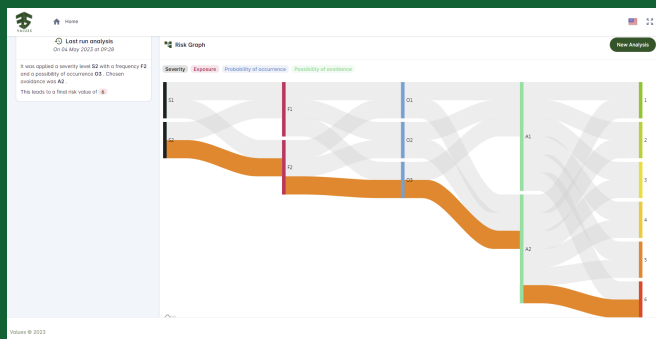 VALUES
Home
Last run analysis
On 04 May 2023 at 09:28
It was applied a severity level S2 with a frequency F2
and a possibility of occurrence O3 . Chosen
avoidance was A2 .
This leads to a final risk value of 6
Risk Graph
New Analysis
Severity Exposure Probability of occurrence Possibility of avoidance
S1
S2
F1
F2
O1
O2
O3
A1
A2
1
2
3
4
5
6
Values © 2023